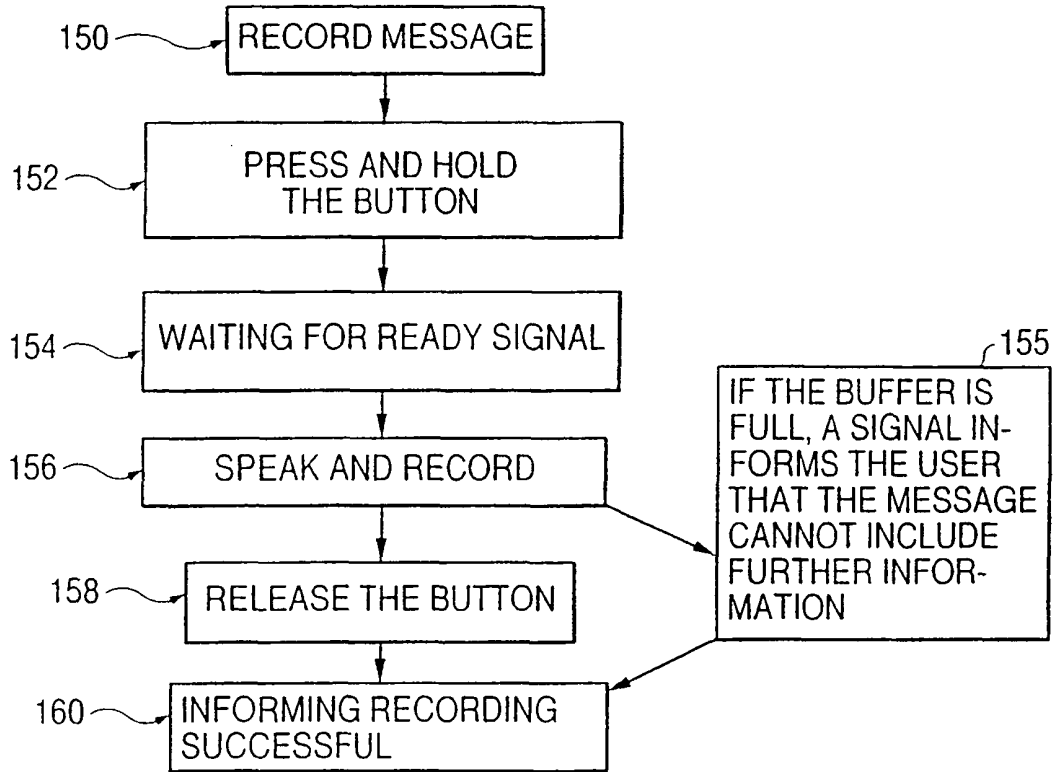 150
RECORD MESSAGE
152
PRESS AND HOLD
THE BUTTON
154
WAITING FOR READY SIGNAL
156
SPEAK AND RECORD
155
IF THE BUFFER IS
FULL, A SIGNAL IN-
FORMS THE USER
THAT THE MESSAGE
CANNOT INCLUDE
FURTHER INFOR-
MATION
158
RELEASE THE BUTTON
160
INFORMING RECORDING
SUCCESSFUL